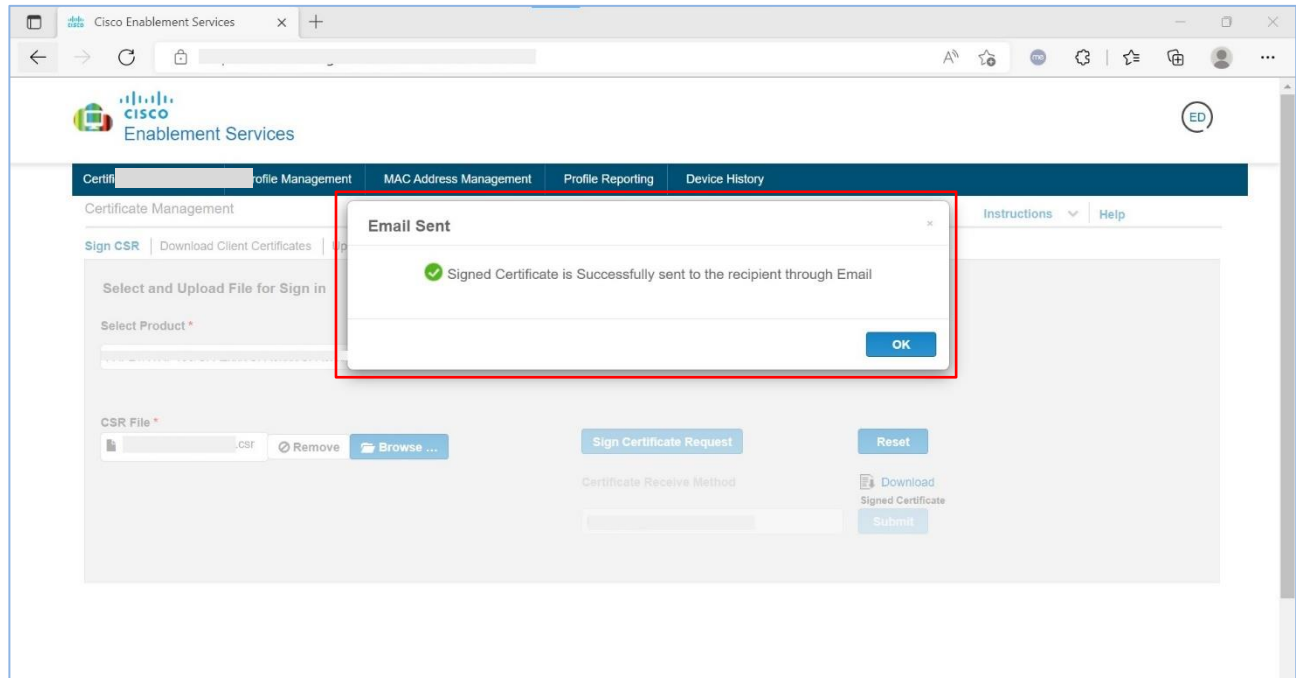 Cisco Enablement Services
CISCO
Enablement Services
ED
Certifi rofile Management MAC Address Management Profile Reporting Device History
Certificate Management
Instructions Help
Sign CSR Download Client Certificates Up
Email Sent
Signed Certificate is Successfully sent to the recipient through Email
OK
Select and Upload File for Sign in
Select Product *
CSR File *
.csr Remove Browse ... Sign Certificate Request Reset
Certificate Receive Method Download
Signed Certificate
Submit